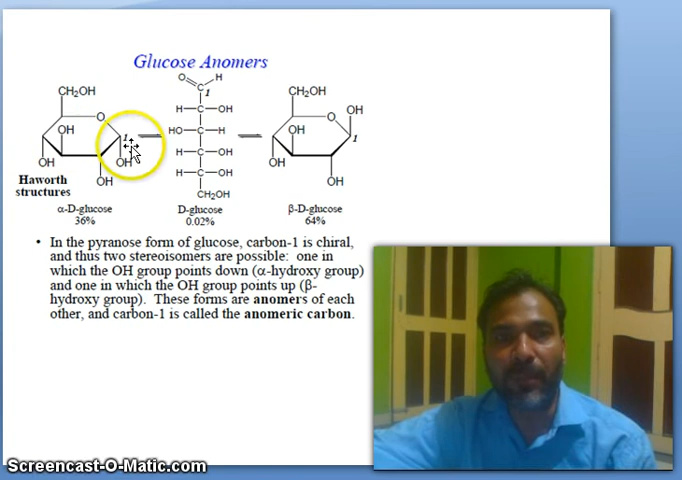 Glucose Anomers
CH₂OH
O
OH
OH
OH
OH
1
Haworth
structures
α-D-glucose
36%
O
H
C
1
H
C
OH
HO
C
H
H
C
OH
H
C
OH
CH₂OH
D-glucose
0.02%
CH₂OH
O
OH
OH
OH
OH
1
β-D-glucose
64%
• In the pyranose form of glucose, carbon-1 is chiral,
and thus two stereoisomers are possible: one in
which the OH group points down (α-hydroxy group)
and one in which the OH group points up (β-
hydroxy group). These forms are anomers of each
other, and carbon-1 is called the anomeric carbon.
Screencast-O-Matic.com